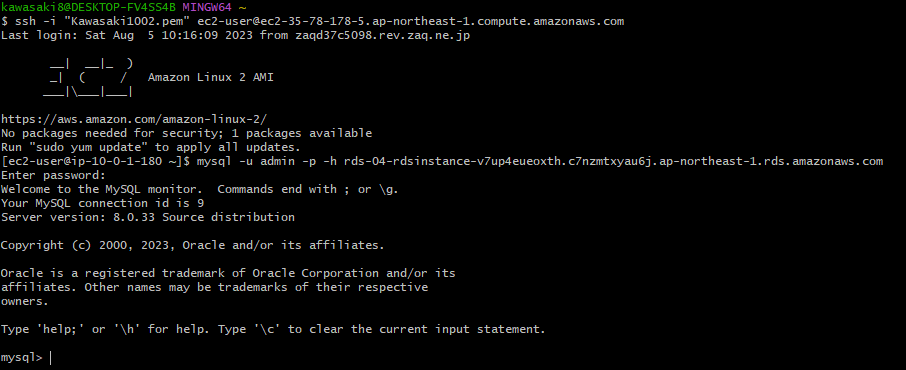 kawasaki8@DESKTOP-FV4SS4B MINGW64 ~
$ ssh -i "Kawasaki1002.pem" ec2-user@ec2-35-78-178-5.ap-northeast-1.compute.amazonaws.com
Last login: Sat Aug  5 10:16:09 2023 from zaqd37c5098.rev.zaq.ne.jp

       __|  __|_  )
       _|  (     /   Amazon Linux 2 AMI
      ___|\___|___|

https://aws.amazon.com/amazon-linux-2/
No packages needed for security; 1 packages available
Run "sudo yum update" to apply all updates.
[ec2-user@ip-10-0-1-180 ~]$ mysql -u admin -p -h rds-04-rdsinstance-v7up4eueoxth.c7nzmtxyau6j.ap-northeast-1.rds.amazonaws.com
Enter password:
Welcome to the MySQL monitor.  Commands end with ; or \g.
Your MySQL connection id is 9
Server version: 8.0.33 Source distribution

Copyright (c) 2000, 2023, Oracle and/or its affiliates.

Oracle is a registered trademark of Oracle Corporation and/or its
affiliates. Other names may be trademarks of their respective
owners.

Type 'help;' or '\h' for help. Type '\c' to clear the current input statement.

mysql>